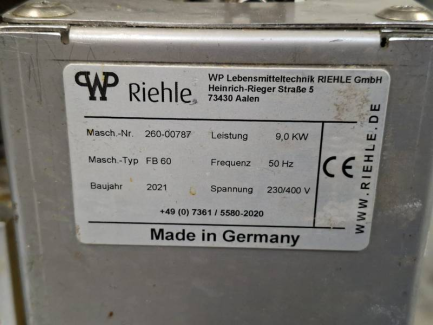 WP Riehle
WP Lebensmitteltechnik RIEHLE GmbH
Heinrich-Rieger Straße 5
73430 Aalen
Masch.-Nr. 260-00787 Leistung 9,0 KW
Masch.-Typ FB 60 Frequenz 50 Hz
Baujahr 2021 Spannung 230/400 V
CE
WWW.RIEHLE.DE
+49 (0) 7361 / 5580-2020
Made in Germany